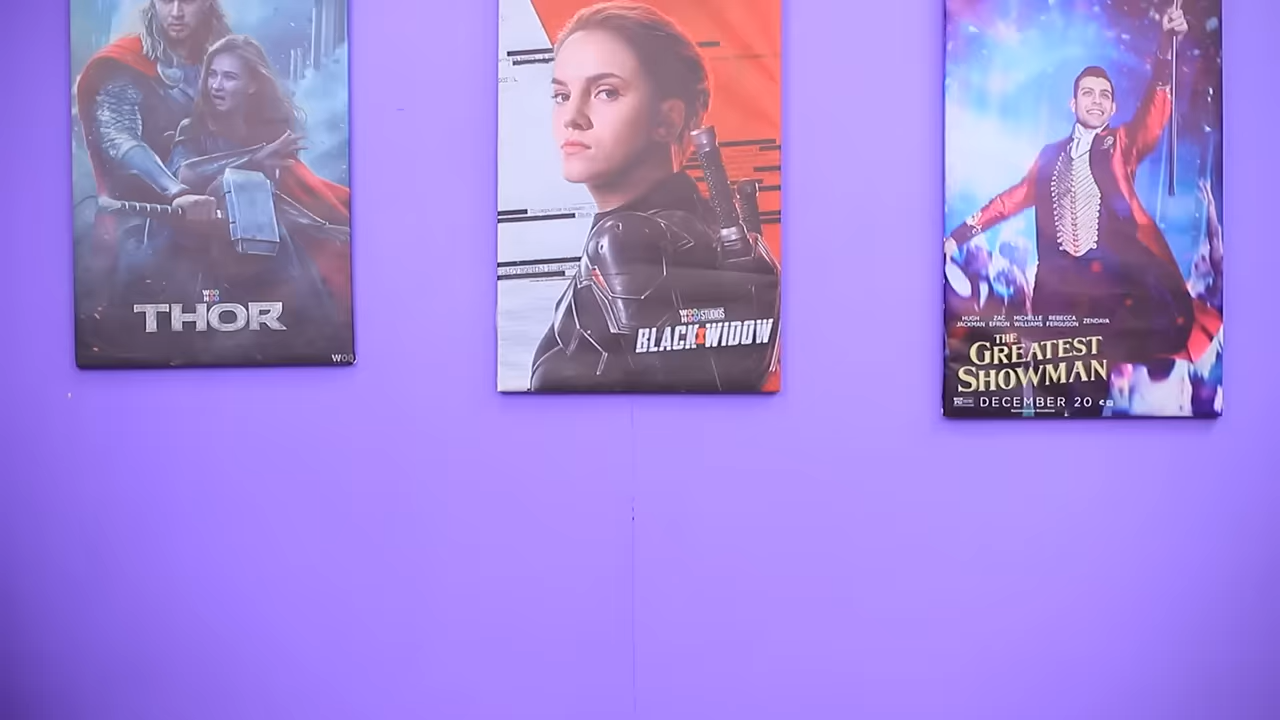 WOO
HOO
THOR
WOO
WOO
HOO STUDIOS
BLACK WIDOW
HUGH JACKMAN
ZAC EFRON
MICHELLE WILLIAMS
REBECCA FERGUSON
ZENDAYA
THE
GREATEST
SHOWMAN
DECEMBER 20